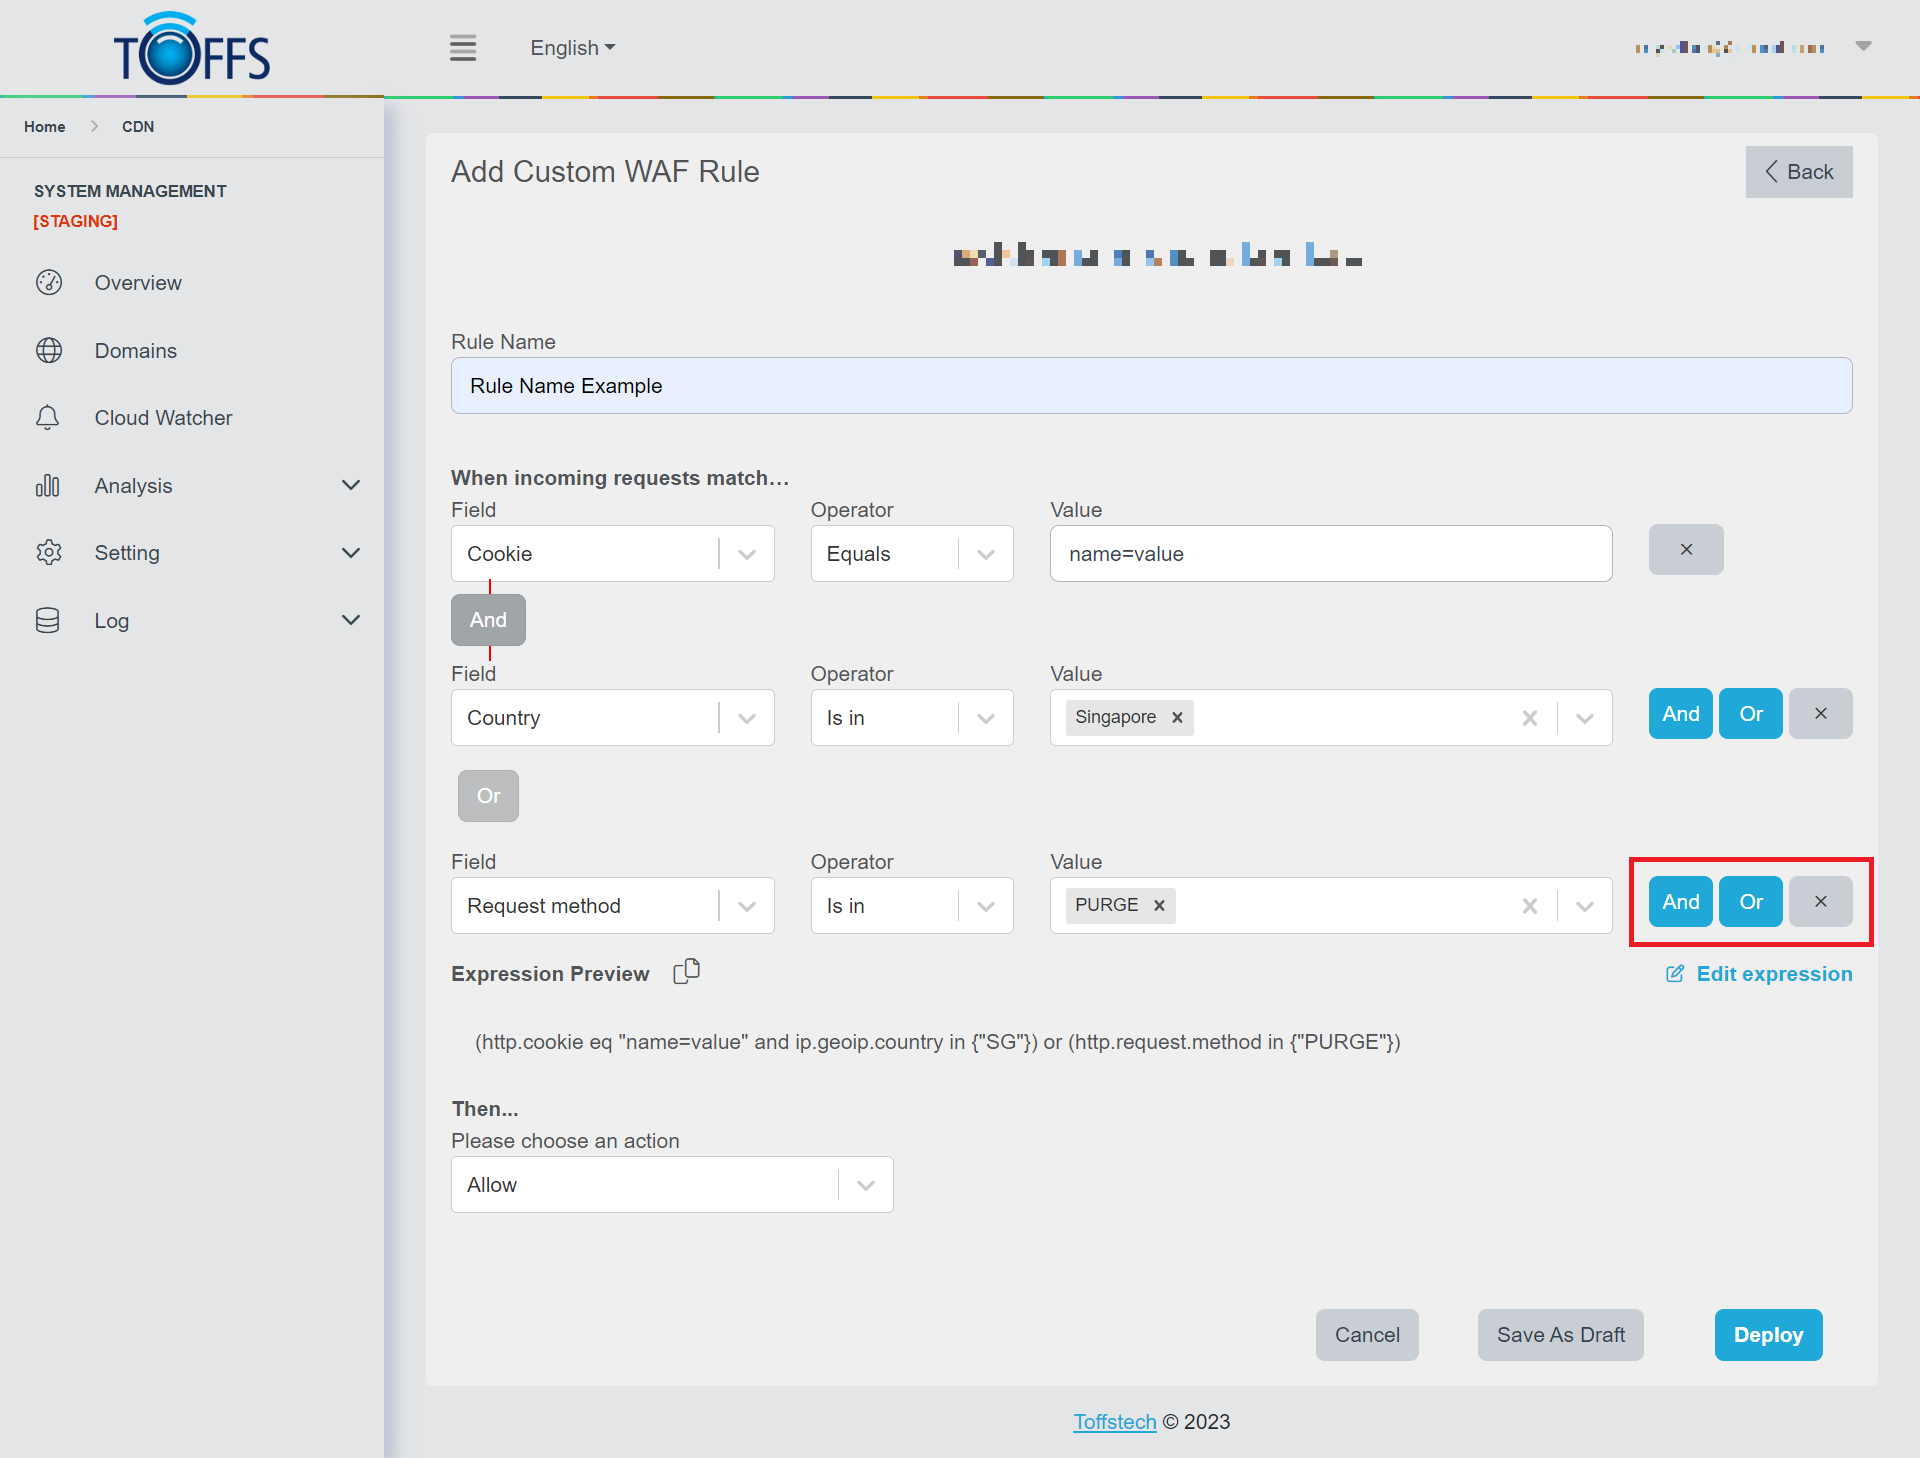 TOFFS
English
Home > CDN
SYSTEM MANAGEMENT
[STAGING]
Overview
Domains
Cloud Watcher
Analysis
Setting
Log
Add Custom WAF Rule
Back
Rule Name
Rule Name Example
When incoming requests match…
Field Operator Value
Cookie Equals name=value ×
And
Field Operator Value
Country Is in Singapore × And Or ×
Or
Field Operator Value
Request method Is in PURGE × And Or ×
Expression Preview Edit expression
(http.cookie eq "name=value" and ip.geoip.country in {"SG"}) or (http.request.method in {"PURGE"})
Then...
Please choose an action
Allow
Cancel Save As Draft Deploy
Toffstech © 2023